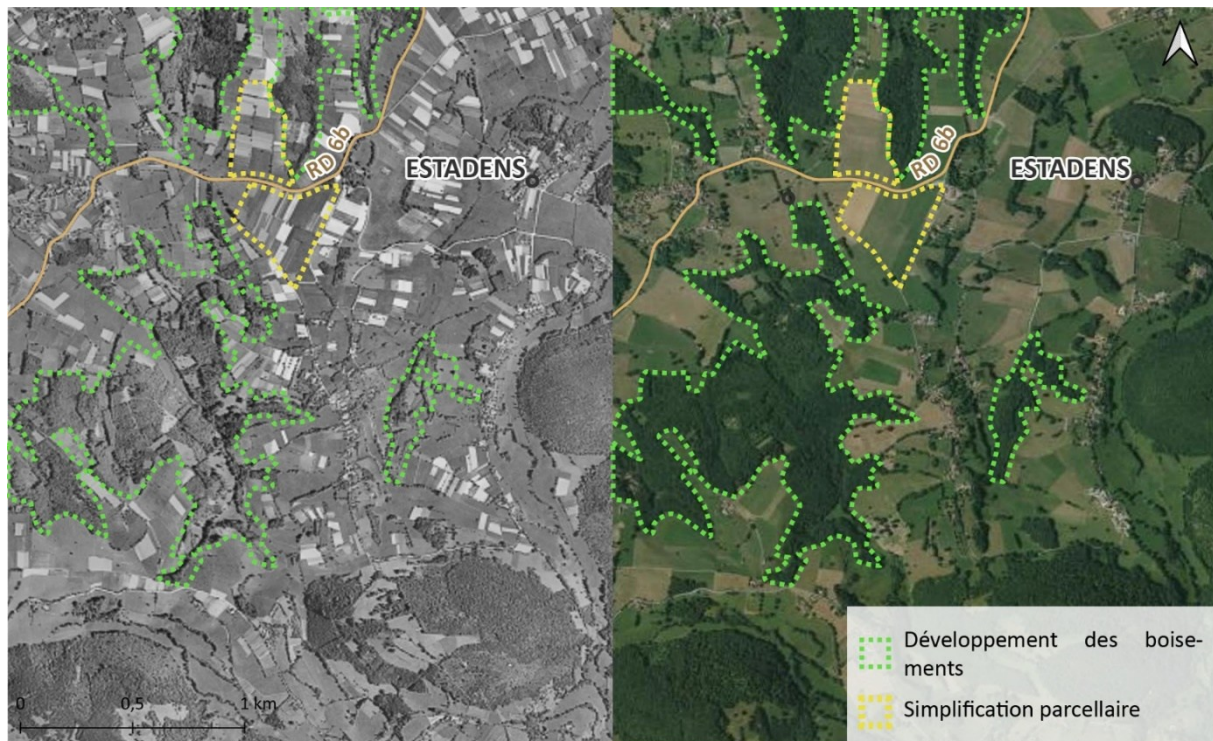 RD 6b
ESTADENS
RD 6b
ESTADENS
0 0,5 1 km
Développement des boise-
ments
Simplification parcellaire